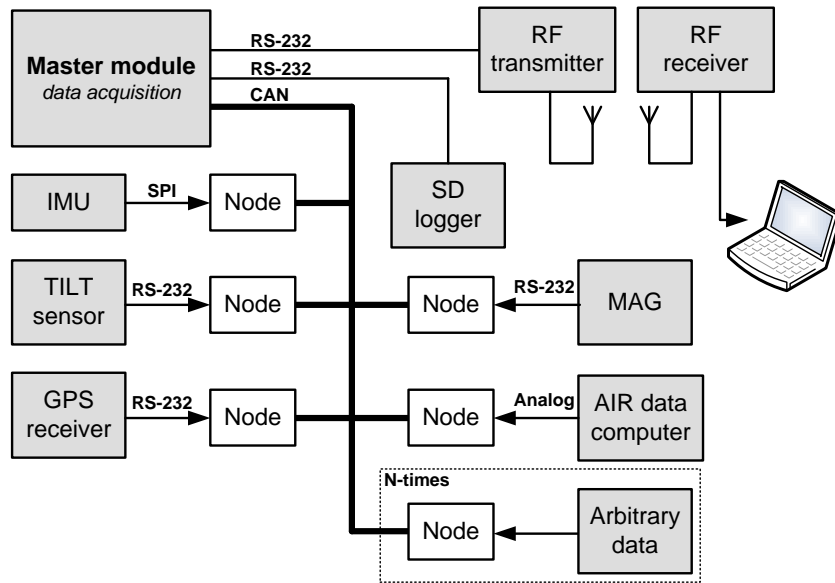 Master module
data acquisition
RS-232
RS-232
CAN
RF
transmitter
RF
receiver
SD
logger
IMU
SPI
Node
TILT
sensor
RS-232
Node
Node
RS-232
MAG
GPS
receiver
RS-232
Node
Node
Analog
AIR data
computer
N-times
Node
Arbitrary
data